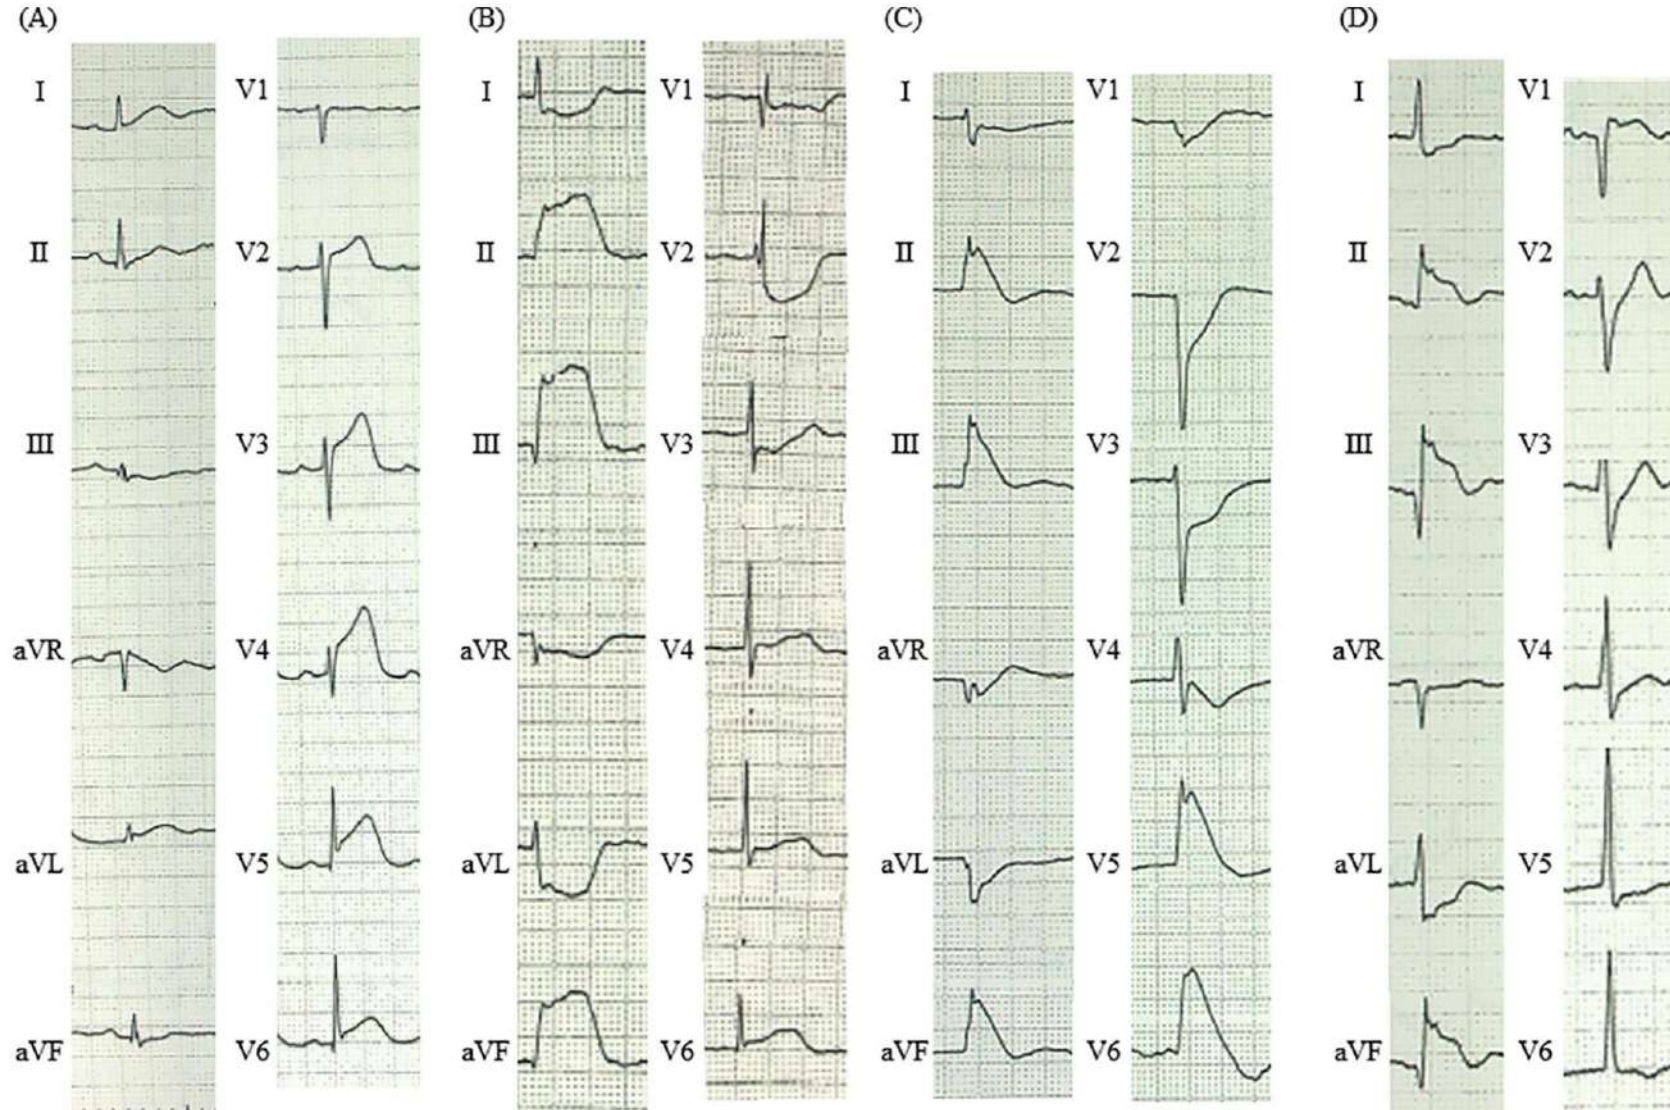 (A) (B) (C) (D)
I V1 I V1 I V1 I V1
II V2 II V2 II V2 II V2
III V3 III V3 III V3 III V3
aVR V4 aVR V4 aVR V4 aVR V4
aVL V5 aVL V5 aVL V5 aVL V5
aVF V6 aVF V6 aVF V6 aVF V6